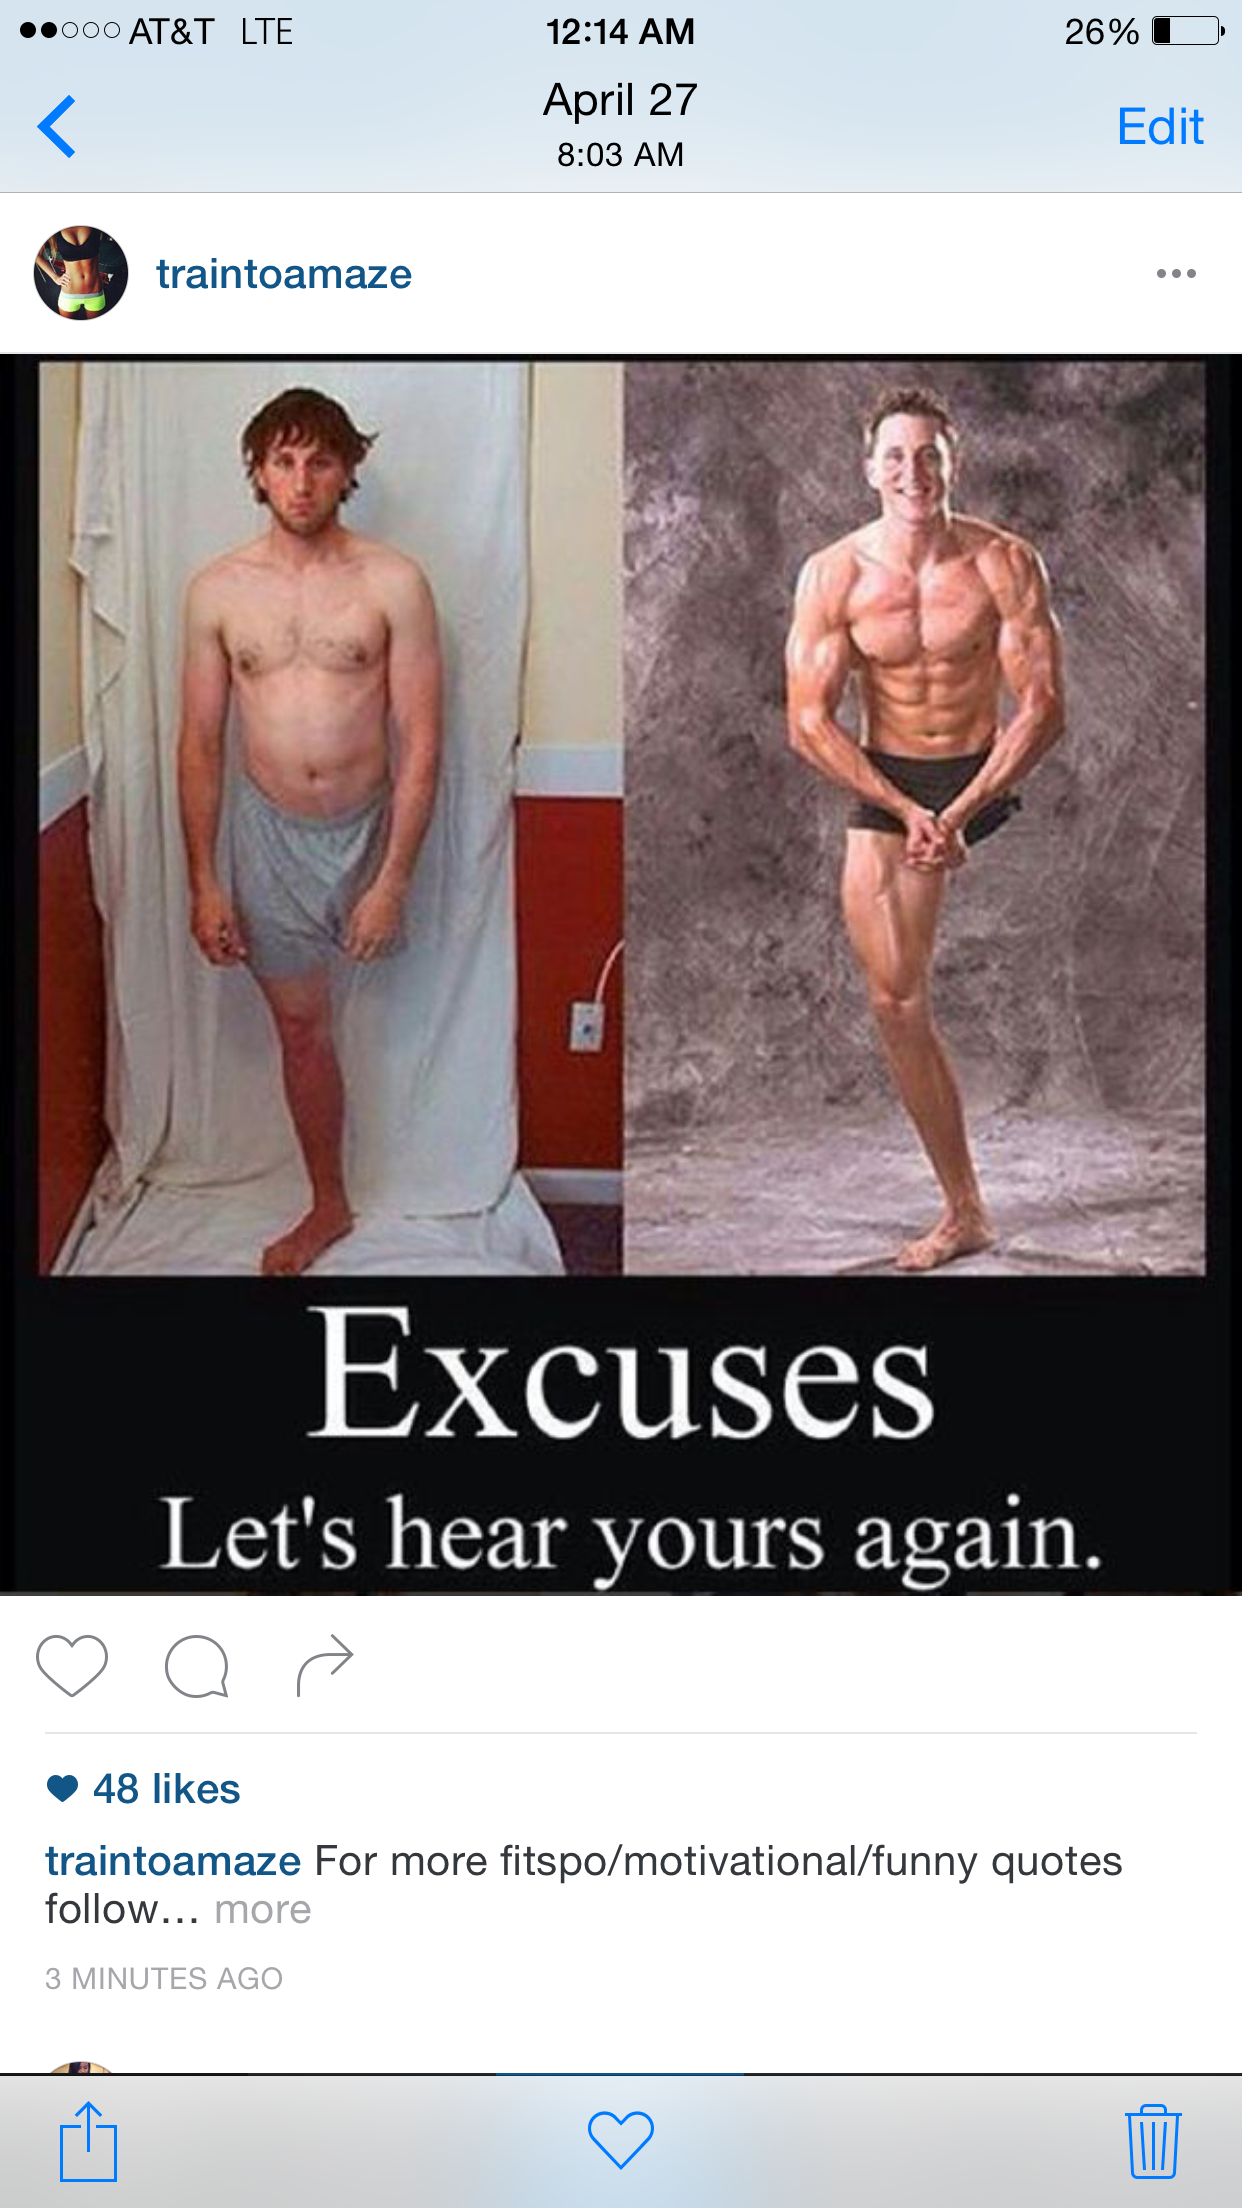 AT&T LTE 12:14 AM 26%
April 27
8:03 AM
Edit
traintoamaze
Excuses
Let's hear yours again.
48 likes
traintoamaze For more fitspo/motivational/funny quotes
follow... more
3 MINUTES AGO